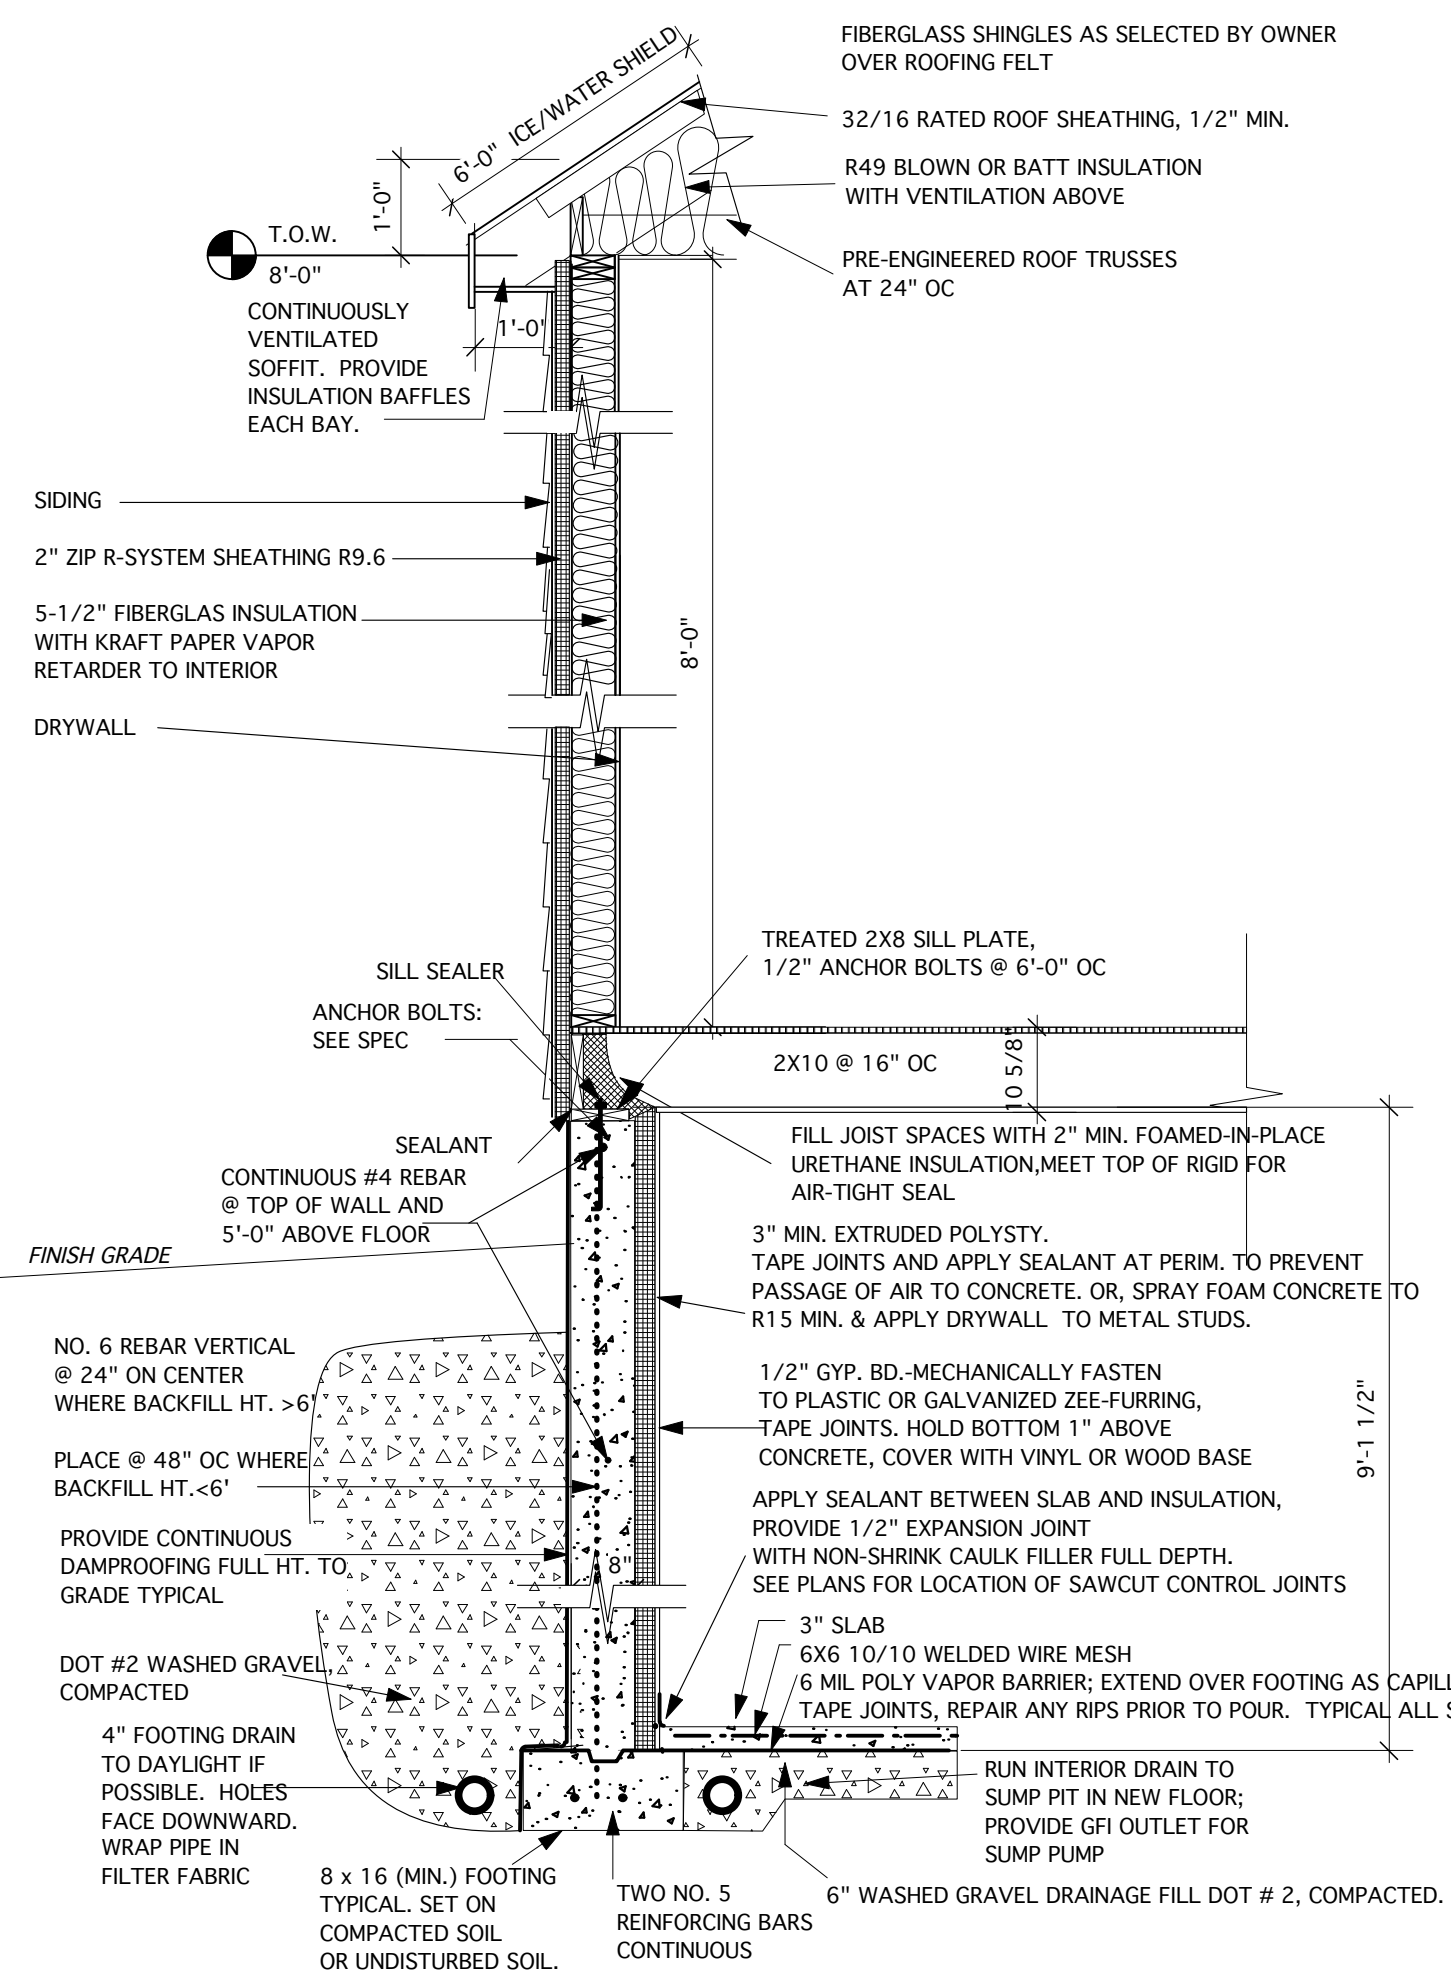 FIBERGLASS SHINGLES AS SELECTED BY OWNER
OVER ROOFING FELT
6'-0" ICE/WATER SHIELD
32/16 RATED ROOF SHEATHING, 1/2" MIN.
R49 BLOWN OR BATT INSULATION
WITH VENTILATION ABOVE
1'-0"
T.O.W.
8'-0"
PRE-ENGINEERED ROOF TRUSSES
AT 24" OC
CONTINUOUSLY
VENTILATED
SOFFIT. PROVIDE
INSULATION BAFFLES
EACH BAY.
1'-0'
SIDING
2" ZIP R-SYSTEM SHEATHING R9.6
5-1/2" FIBERGLAS INSULATION
WITH KRAFT PAPER VAPOR
RETARDER TO INTERIOR
8'-0"
DRYWALL
TREATED 2X8 SILL PLATE,
1/2" ANCHOR BOLTS @ 6'-0" OC
SILL SEALER
ANCHOR BOLTS:
SEE SPEC
2X10 @ 16" OC
10 5/8"
SEALANT
CONTINUOUS #4 REBAR
@ TOP OF WALL AND
5'-0" ABOVE FLOOR
FILL JOIST SPACES WITH 2" MIN. FOAMED-IN-PLACE
URETHANE INSULATION,MEET TOP OF RIGID FOR
AIR-TIGHT SEAL
FINISH GRADE
3" MIN. EXTRUDED POLYSTY.
TAPE JOINTS AND APPLY SEALANT AT PERIM. TO PREVENT
PASSAGE OF AIR TO CONCRETE. OR, SPRAY FOAM CONCRETE TO
R15 MIN. & APPLY DRYWALL TO METAL STUDS.
NO. 6 REBAR VERTICAL
@ 24" ON CENTER
WHERE BACKFILL HT. >6'
1/2" GYP. BD.-MECHANICALLY FASTEN
TO PLASTIC OR GALVANIZED ZEE-FURRING,
TAPE JOINTS. HOLD BOTTOM 1" ABOVE
CONCRETE, COVER WITH VINYL OR WOOD BASE
9'-1 1/2"
PLACE @ 48" OC WHERE
BACKFILL HT.<6'
APPLY SEALANT BETWEEN SLAB AND INSULATION,
PROVIDE 1/2" EXPANSION JOINT
WITH NON-SHRINK CAULK FILLER FULL DEPTH.
SEE PLANS FOR LOCATION OF SAWCUT CONTROL JOINTS
PROVIDE CONTINUOUS
DAMPROOFING FULL HT. TO
GRADE TYPICAL
8"
3" SLAB
6X6 10/10 WELDED WIRE MESH
6 MIL POLY VAPOR BARRIER; EXTEND OVER FOOTING AS CAPILL
TAPE JOINTS, REPAIR ANY RIPS PRIOR TO POUR. TYPICAL ALL S
DOT #2 WASHED GRAVEL,
COMPACTED
4" FOOTING DRAIN
TO DAYLIGHT IF
POSSIBLE. HOLES
FACE DOWNWARD.
WRAP PIPE IN
FILTER FABRIC
RUN INTERIOR DRAIN TO
SUMP PIT IN NEW FLOOR;
PROVIDE GFI OUTLET FOR
SUMP PUMP
8 x 16 (MIN.) FOOTING
TYPICAL. SET ON
COMPACTED SOIL
OR UNDISTURBED SOIL.
TWO NO. 5
REINFORCING BARS
CONTINUOUS
6" WASHED GRAVEL DRAINAGE FILL DOT # 2, COMPACTED.